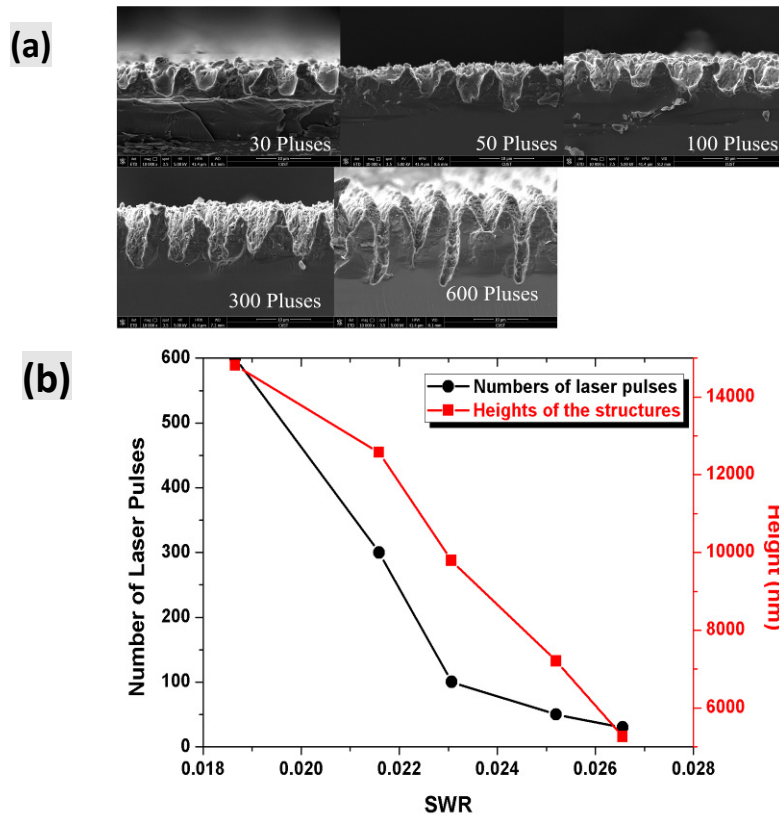 (a)
30 Pluses
50 Pluses
100 Pluses
300 Pluses
600 Pluses
(b)
Numbers of laser pulses
Heights of the structures
600
500
400
300
200
100
0
Number of Laser Pulses
14000
12000
10000
8000
6000
Height (nm)
0.018 0.020 0.022 0.024 0.026 0.028
SWR